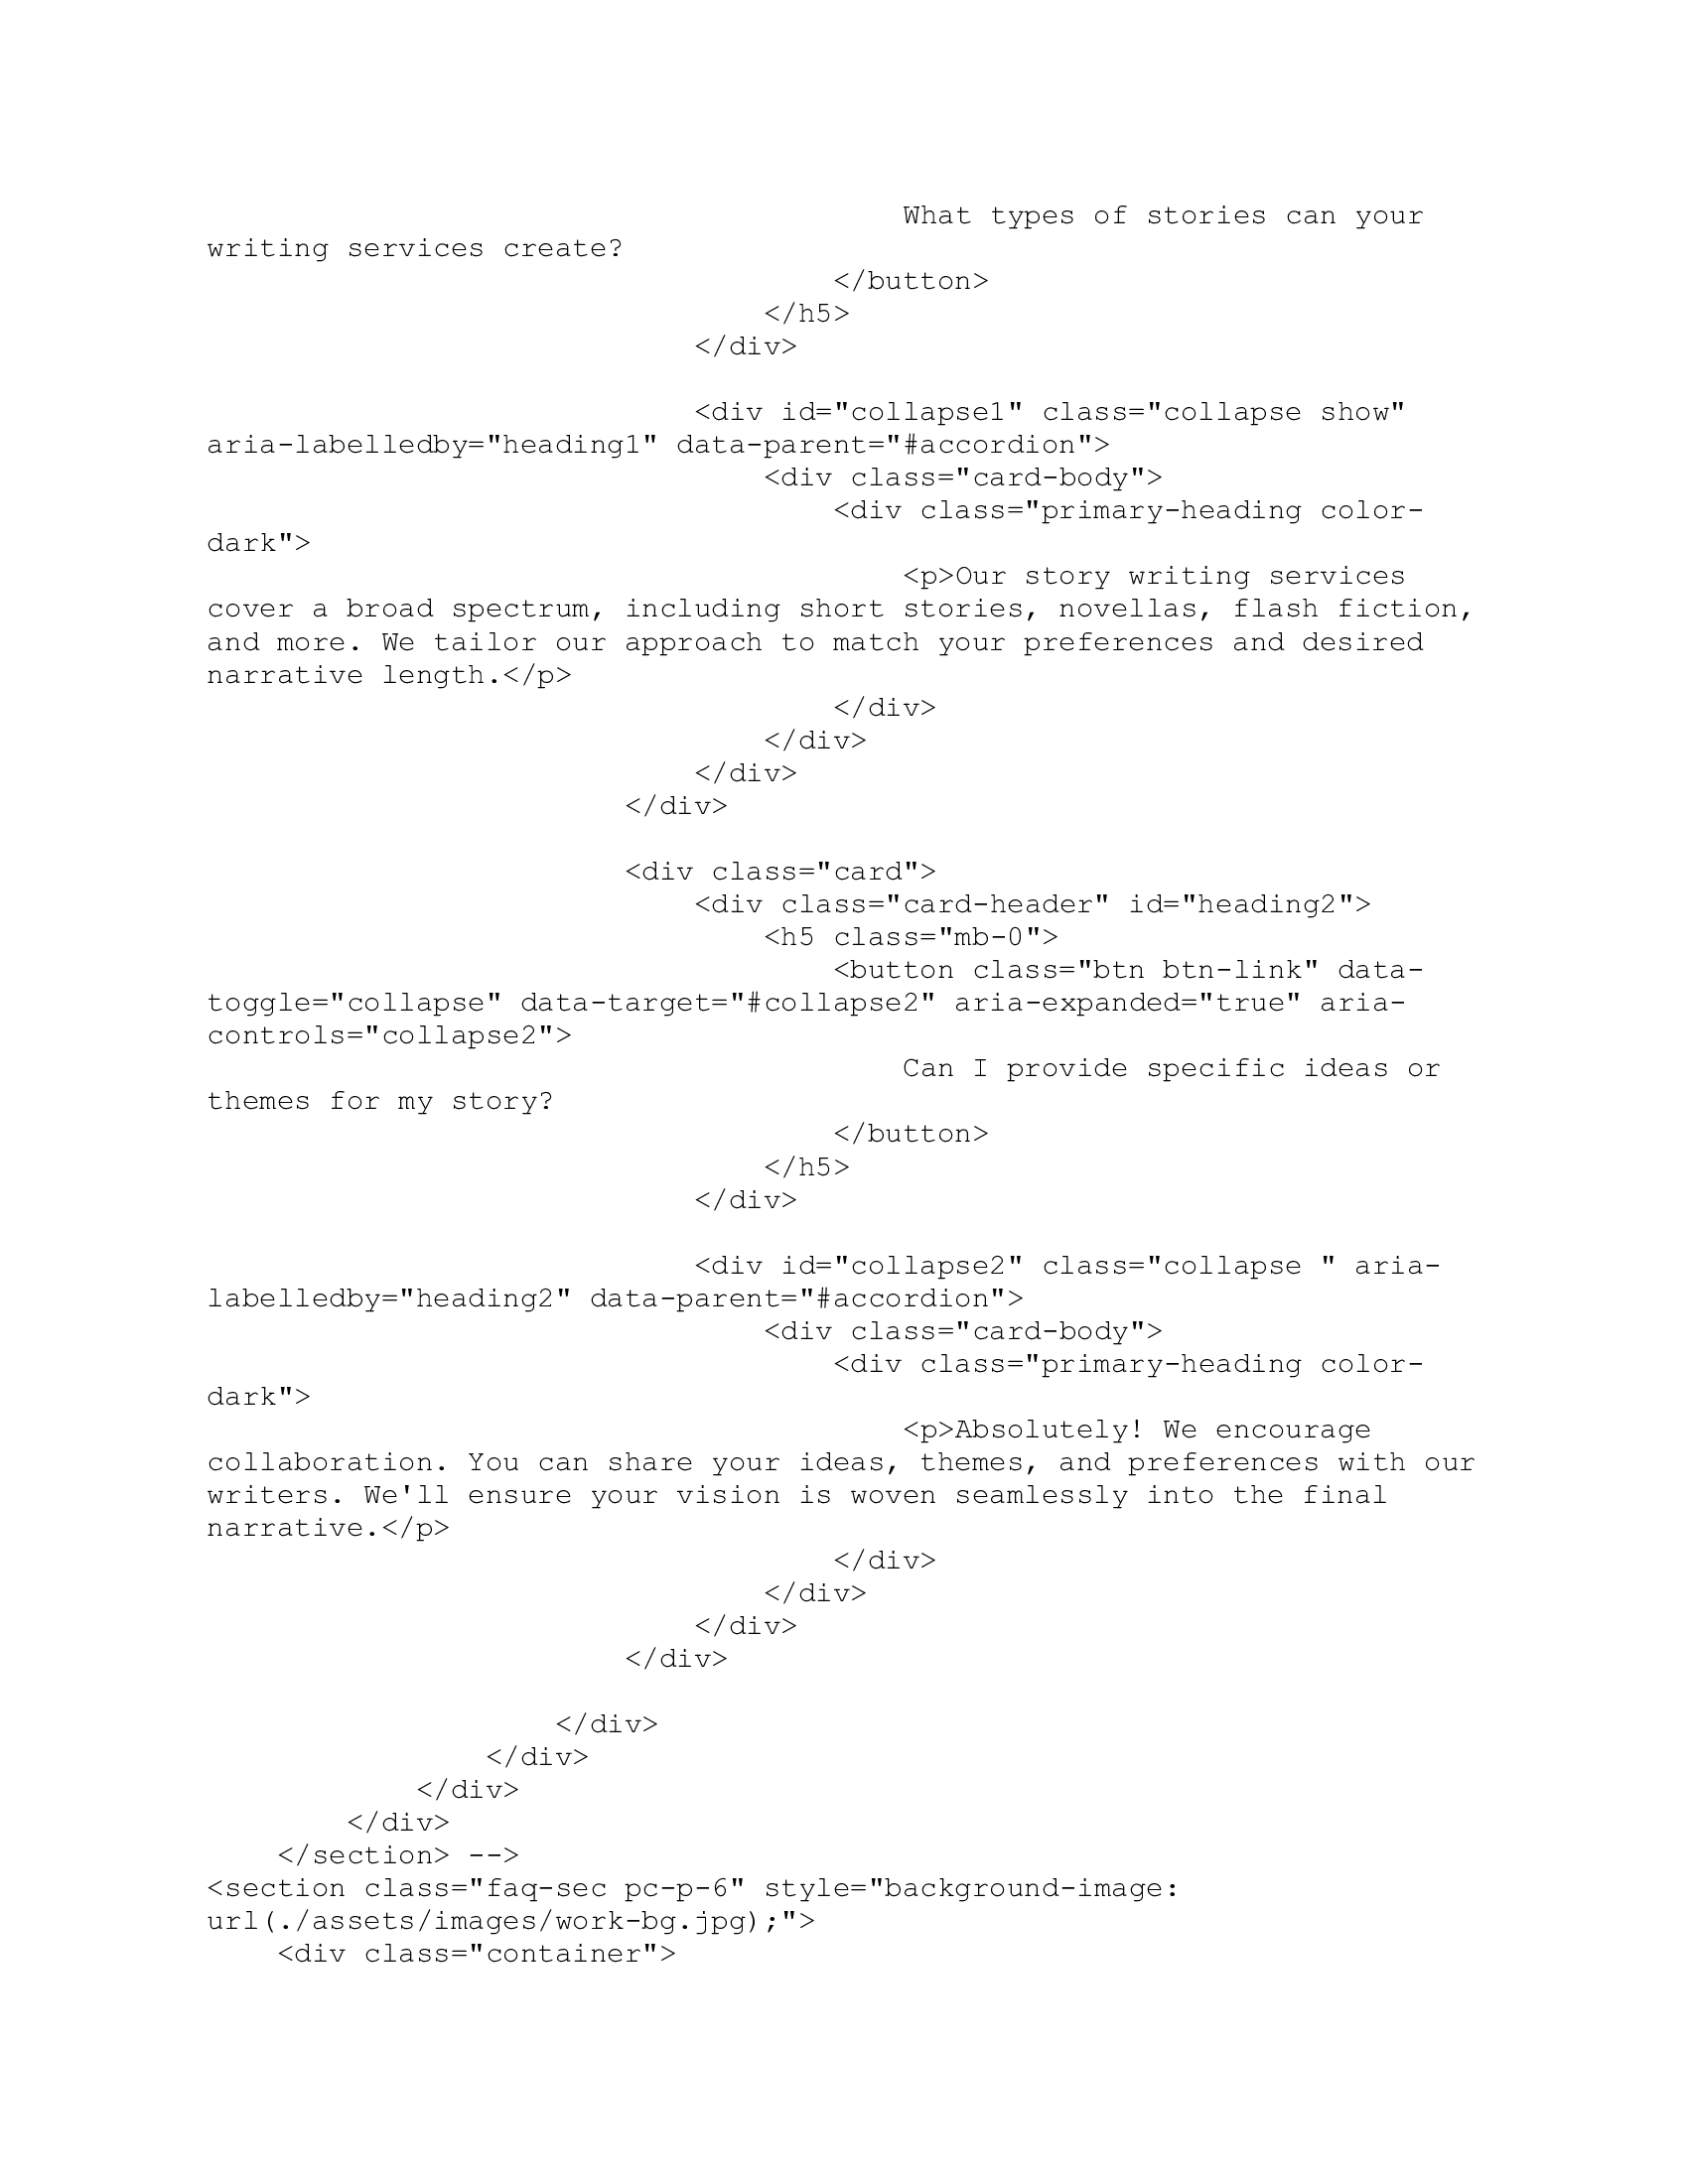 What types of stories can your
writing services create?
</button>
</h5>
</div>
<div id="collapse1" class="collapse show"
aria-labelledby="heading1" data-parent="#accordion">
<div class="card-body">
<div class="primary-heading color-
dark">
<p>Our story writing services
cover a broad spectrum, including short stories, novellas, flash fiction,
and more. We tailor our approach to match your preferences and desired
narrative length.</p>
</div>
</div>
</div>
</div>
<div class="card">
<div class="card-header" id="heading2">
<h5 class="mb-0">
<button class="btn btn-link" data-
toggle="collapse" data-target="#collapse2" aria-expanded="true" aria-
controls="collapse2">
Can I provide specific ideas or
themes for my story?
</button>
</h5>
</div>
<div id="collapse2" class="collapse " aria-
labelledby="heading2" data-parent="#accordion">
<div class="card-body">
<div class="primary-heading color-
dark">
<p>Absolutely! We encourage
collaboration. You can share your ideas, themes, and preferences with our
writers. We'll ensure your vision is woven seamlessly into the final
narrative.</p>
</div>
</div>
</div>
</div>
</div>
</div>
</div>
</div>
</section> -->
<section class="faq-sec pc-p-6" style="background-image:
url(./assets/images/work-bg.jpg);">
<div class="container">